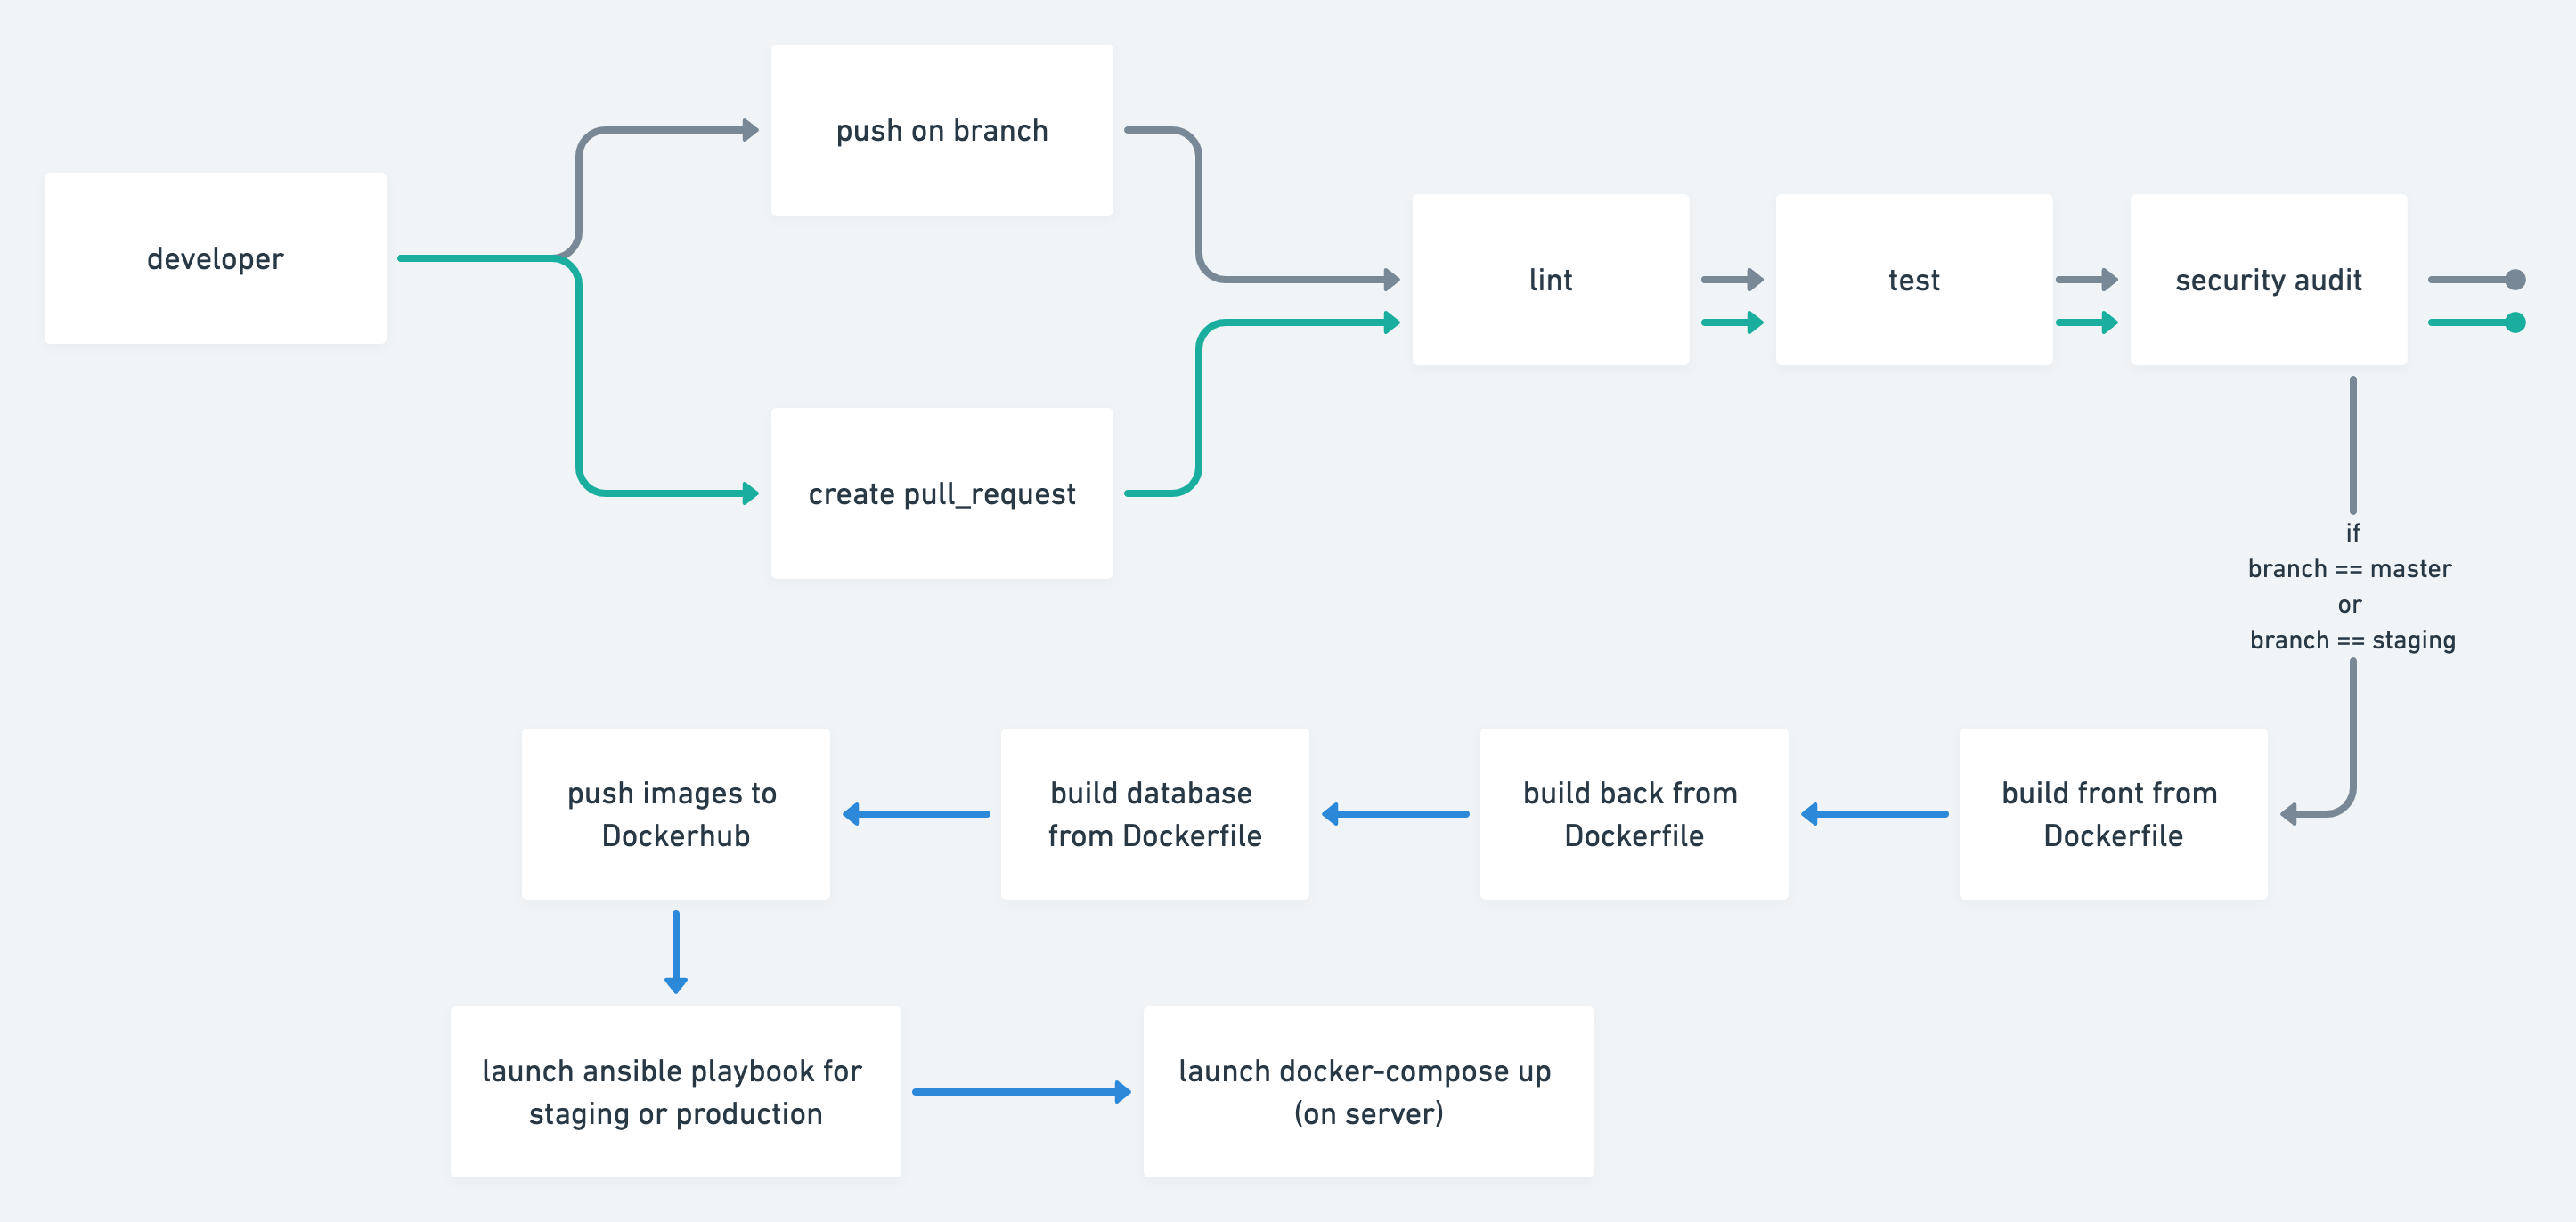 push on branch
developer
lint
test
security audit
create pull_request
if
branch == master
or
branch == staging
push images to
Dockerhub
build database
from Dockerfile
build back from
Dockerfile
build front from
Dockerfile
launch ansible playbook for
staging or production
launch docker-compose up
(on server)